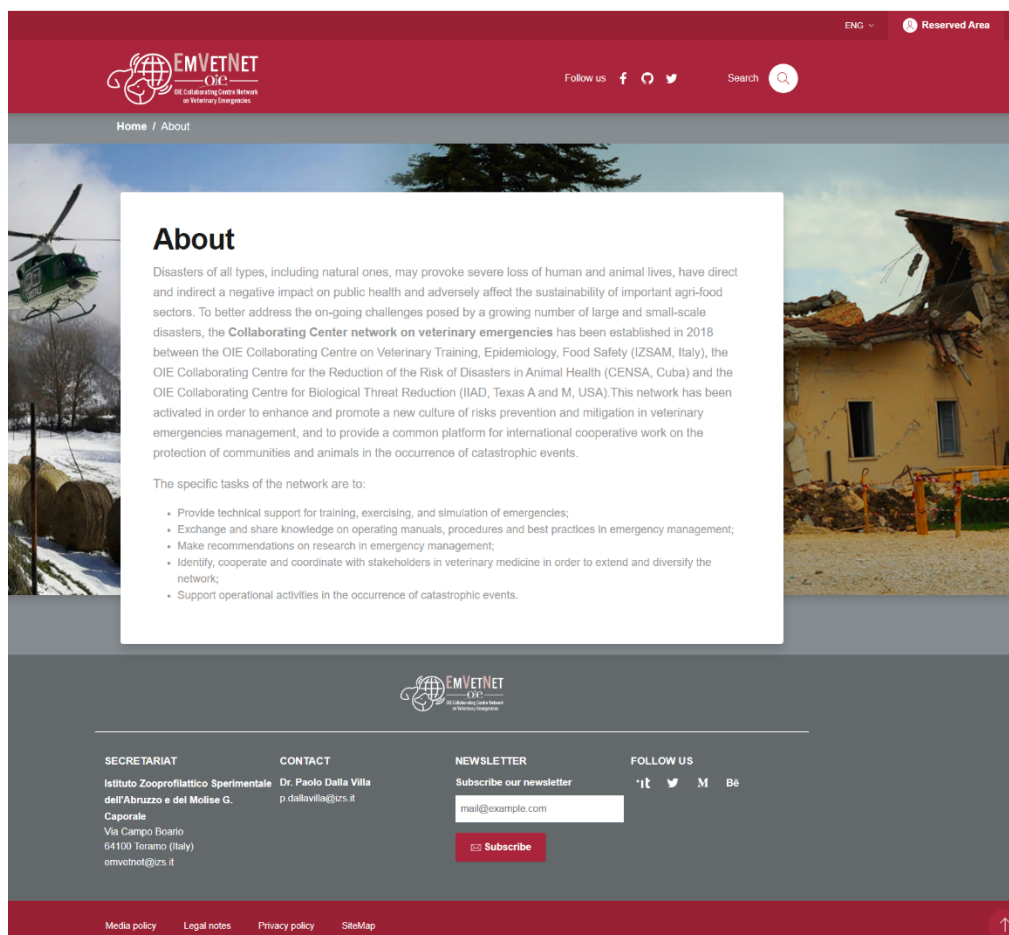 ENG
Reserved Area
EMVETNET
oie
OIE Collaborating Centre Network
on Veterinary Emergencies
Follow us
Search
Home / About
About
Disasters of all types, including natural ones, may provoke severe loss of human and animal lives, have direct
and indirect a negative impact on public health and adversely affect the sustainability of important agri-food
sectors. To better address the on-going challenges posed by a growing number of large and small-scale
disasters, the Collaborating Center network on veterinary emergencies has been established in 2018
between the OIE Collaborating Centre on Veterinary Training, Epidemiology, Food Safety (IZSAM, Italy), the
OIE Collaborating Centre for the Reduction of the Risk of Disasters in Animal Health (CENSA, Cuba) and the
OIE Collaborating Centre for Biological Threat Reduction (IIAD, Texas A and M, USA).This network has been
activated in order to enhance and promote a new culture of risks prevention and mitigation in veterinary
emergencies management, and to provide a common platform for international cooperative work on the
protection of communities and animals in the occurrence of catastrophic events.
The specific tasks of the network are to:
• Provide technical support for training, exercising, and simulation of emergencies;
• Exchange and share knowledge on operating manuals, procedures and best practices in emergency management;
• Make recommendations on research in emergency management;
• Identify, cooperate and coordinate with stakeholders in veterinary medicine in order to extend and diversify the
network;
• Support operational activities in the occurrence of catastrophic events.
EMVETNET
oie
OIE Collaborating Centre Network
on Veterinary Emergencies
SECRETARIAT
Istituto Zooprofilattico Sperimentale
dell'Abruzzo e del Molise G.
Caporale
Via Campo Boario
64100 Teramo (Italy)
emvetnet@izs.it
CONTACT
Dr. Paolo Dalla Villa
p.dallavilla@izs.it
NEWSLETTER
Subscribe our newsletter
mail@example.com
Subscribe
FOLLOW US
Media policy
Legal notes
Privacy policy
SiteMap